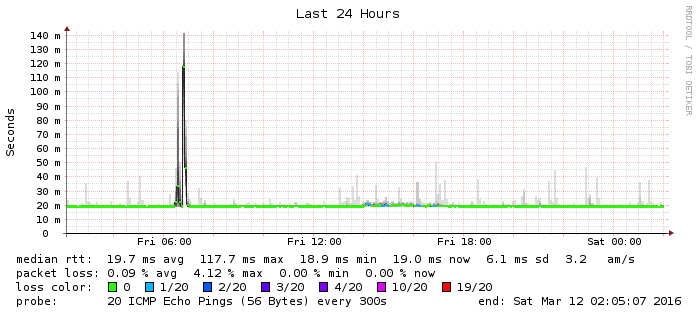 Last 24 Hours
RRDTOOL / TOBI OETIKER
Seconds
140 m
130 m
120 m
110 m
100 m
90 m
80 m
70 m
60 m
50 m
40 m
30 m
20 m
10 m
0
Fri 06:00 Fri 12:00 Fri 18:00 Sat 00:00
median rtt: 19.7 ms avg 117.7 ms max 18.9 ms min 19.0 ms now 6.1 ms sd 3.2 am/s
packet loss: 0.09 % avg 4.12 % max 0.00 % min 0.00 % now
loss color: 0 1/20 2/20 3/20 4/20 10/20 19/20
probe: 20 ICMP Echo Pings (56 Bytes) every 300s end: Sat Mar 12 02:05:07 2016